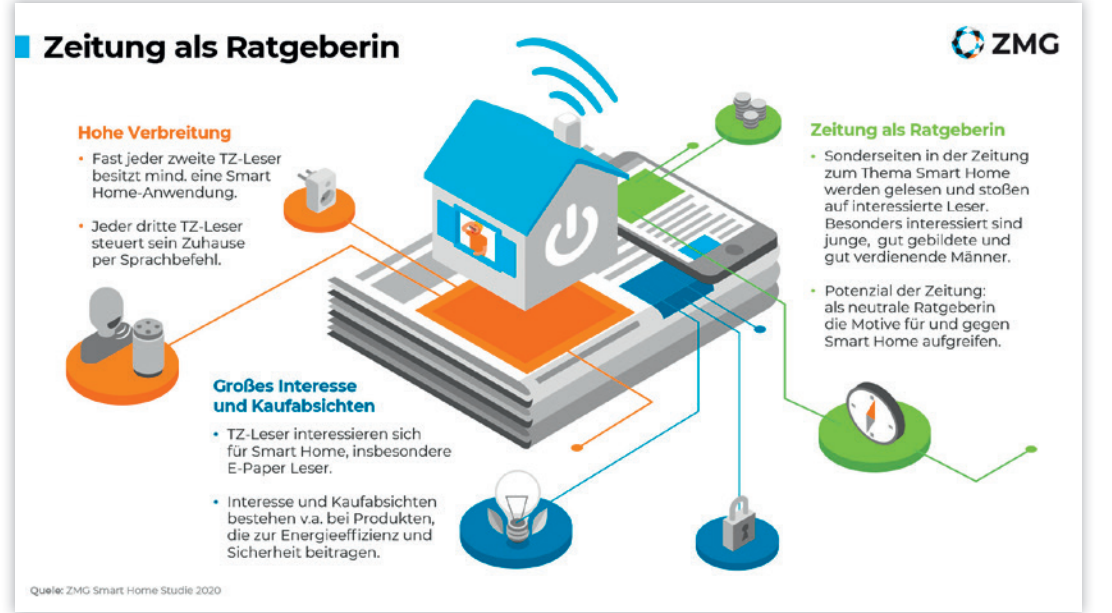 Zeitung als Ratgeberin
ZMG
Hohe Verbreitung
• Fast jeder zweite TZ-Leser
besitzt mind. eine Smart
Home-Anwendung.
• Jeder dritte TZ-Leser
steuert sein Zuhause
per Sprachbefehl.
Großes Interesse
und Kaufabsichten
• TZ-Leser interessieren sich
für Smart Home, insbesondere
E-Paper Leser.
• Interesse und Kaufabsichten
bestehen v.a. bei Produkten,
die zur Energieeffizienz und
Sicherheit beitragen.
Zeitung als Ratgeberin
• Sonderseiten in der Zeitung
zum Thema Smart Home
werden gelesen und stoßen
auf interessierte Leser.
Besonders interessiert sind
junge, gut gebildete und
gut verdienende Männer.
• Potenzial der Zeitung:
als neutrale Ratgeberin
die Motive für und gegen
Smart Home aufgreifen.
Quele: ZMG Smart Home Studie 2020